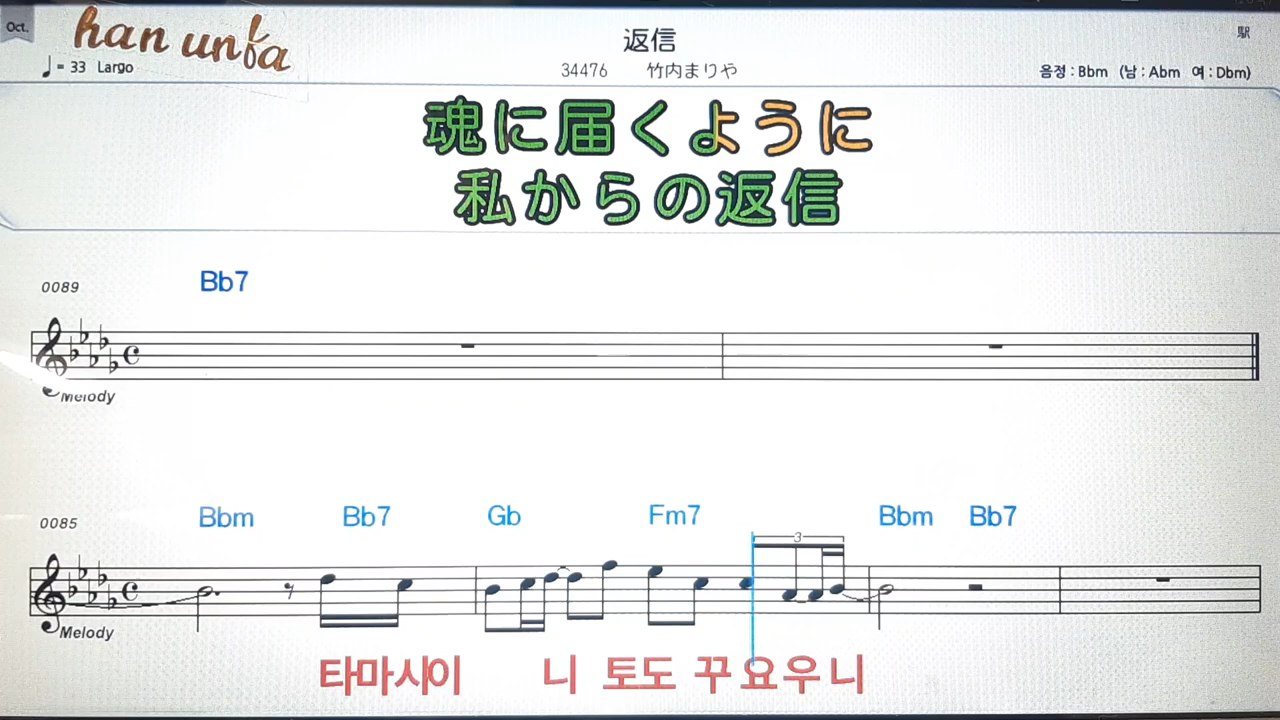 Oct.
han unfa
返信
駅
♩= 33 Largo
34476 竹内まりや
음정 : Bbm (남 : Abm 여 : Dbm)
魂に届くように
私からの返信
0089
Bb7
Melody
0085
Bbm Bb7 Gb Fm7 Bbm Bb7
3
Melody
타마시이 니 토도 꾸 요우 니